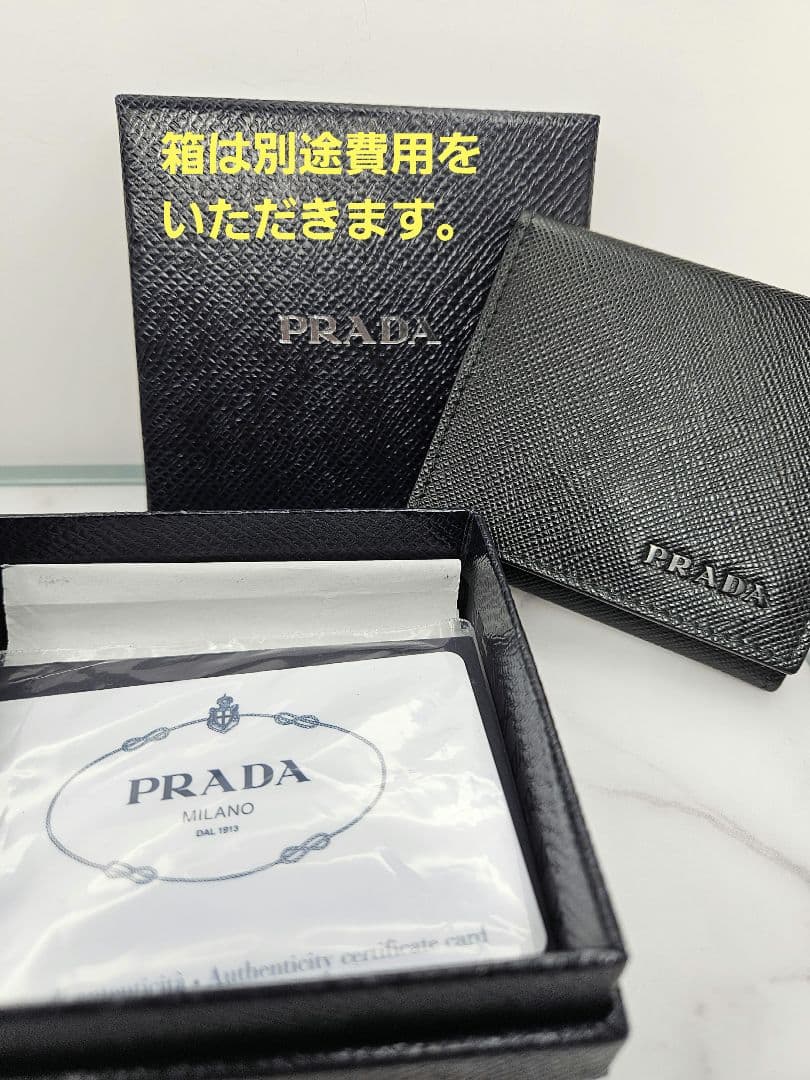 箱は別途費用を
いただきます。
PRADA
PRADA
PRADA
MILANO
DAL 1913
autenticità • Authenticity certificate card